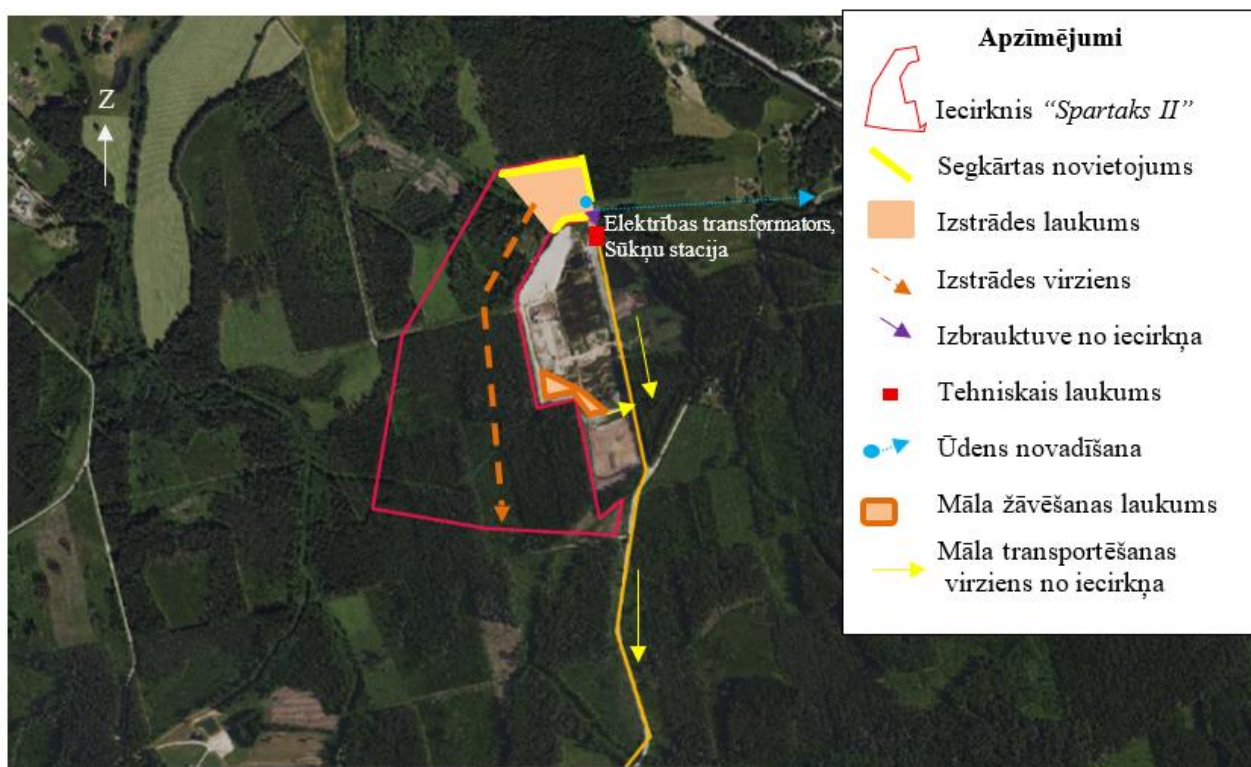 Z
Elektrības transformators,
Sūkņu stacija
Apzīmējumi
Iecirknis “Spartaks II”
Segkārtas novietojums
Izstrādes laukums
Izstrādes virziens
Izbrauktuve no iecirkņa
Tehniskais laukums
Ūdens novadīšana
Māla žāvēšanas laukums
Māla transportēšanas
virziens no iecirkņa